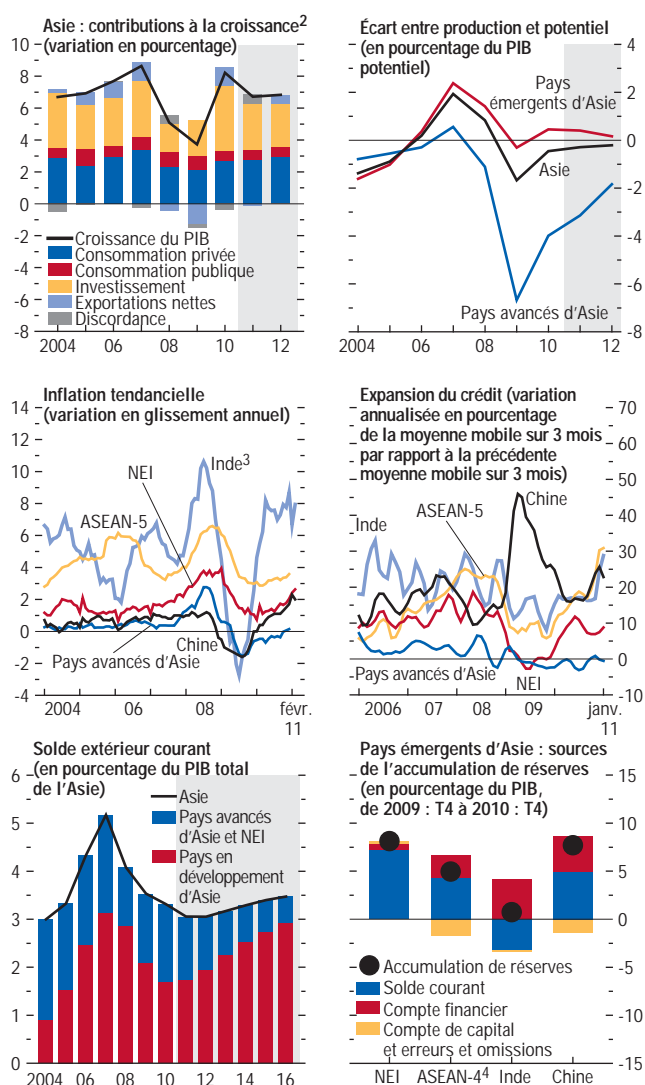 Asie : contributions à la croissance²
(variation en pourcentage)
10
8
6
4
2
0
-2
-4
-6
-8
Croissance du PIB
Consommation privée
Consommation publique
Investissement
Exportations nettes
Discordance
2004 06 08 10 12
Écart entre production et potentiel
(en pourcentage du PIB
potentiel)
4
2
0
-2
-4
-6
-8
Pays
émergents d'Asie
Asie
Pays avancés d'Asie
2004 06 08 10 12
Inflation tendancielle
(variation en glissement annuel)
14
12
10
8
6
4
2
0
-2
-4
Inde³
NEI
ASEAN-5
Chine
Pays avancés d'Asie
2004 06 08 févr.
11
Expansion du crédit (variation
annualisée en pourcentage
de la moyenne mobile sur 3 mois
par rapport à la précédente
moyenne mobile sur 3 mois)
70
60
50
40
30
20
10
0
-10
Chine
ASEAN-5
Inde
Pays avancés d'Asie
NEI
2006 07 08 09 janv.
11
Solde extérieur courant
(en pourcentage du PIB total
de l'Asie)
6
5
4
3
2
1
0
Asie
Pays avancés
d'Asie et NEI
Pays en
développement
d'Asie
2004 06 08 10 12 14 16
Pays émergents d'Asie : sources
de l'accumulation de réserves
(en pourcentage du PIB,
de 2009 : T4 à 2010 : T4)
15
10
5
0
-5
-10
-15
Accumulation de réserves
Solde courant
Compte financier
Compte de capital
et erreurs et omissions
NEI ASEAN-4⁴ Inde Chine